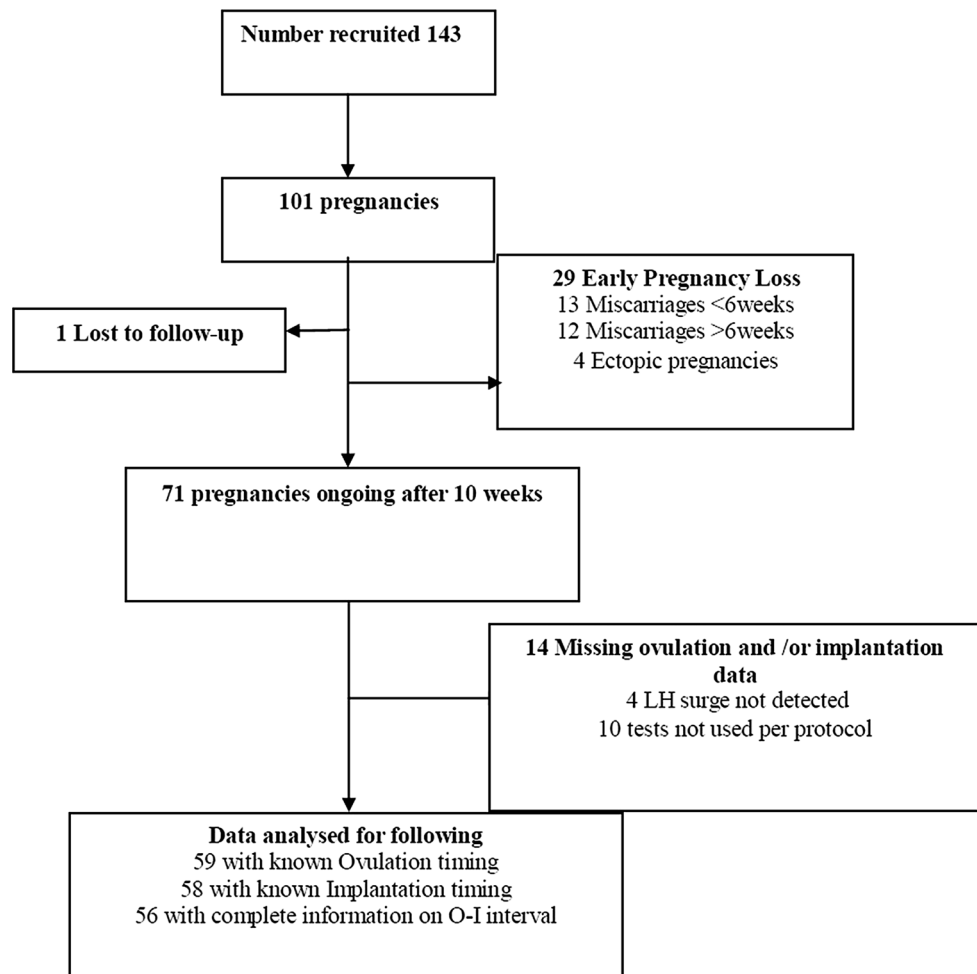 Number recruited 143
101 pregnancies
29 Early Pregnancy Loss
13 Miscarriages <6weeks
12 Miscarriages >6weeks
4 Ectopic pregnancies
1 Lost to follow-up
71 pregnancies ongoing after 10 weeks
14 Missing ovulation and /or implantation
data
4 LH surge not detected
10 tests not used per protocol
Data analysed for following
59 with known Ovulation timing
58 with known Implantation timing
56 with complete information on O-I interval